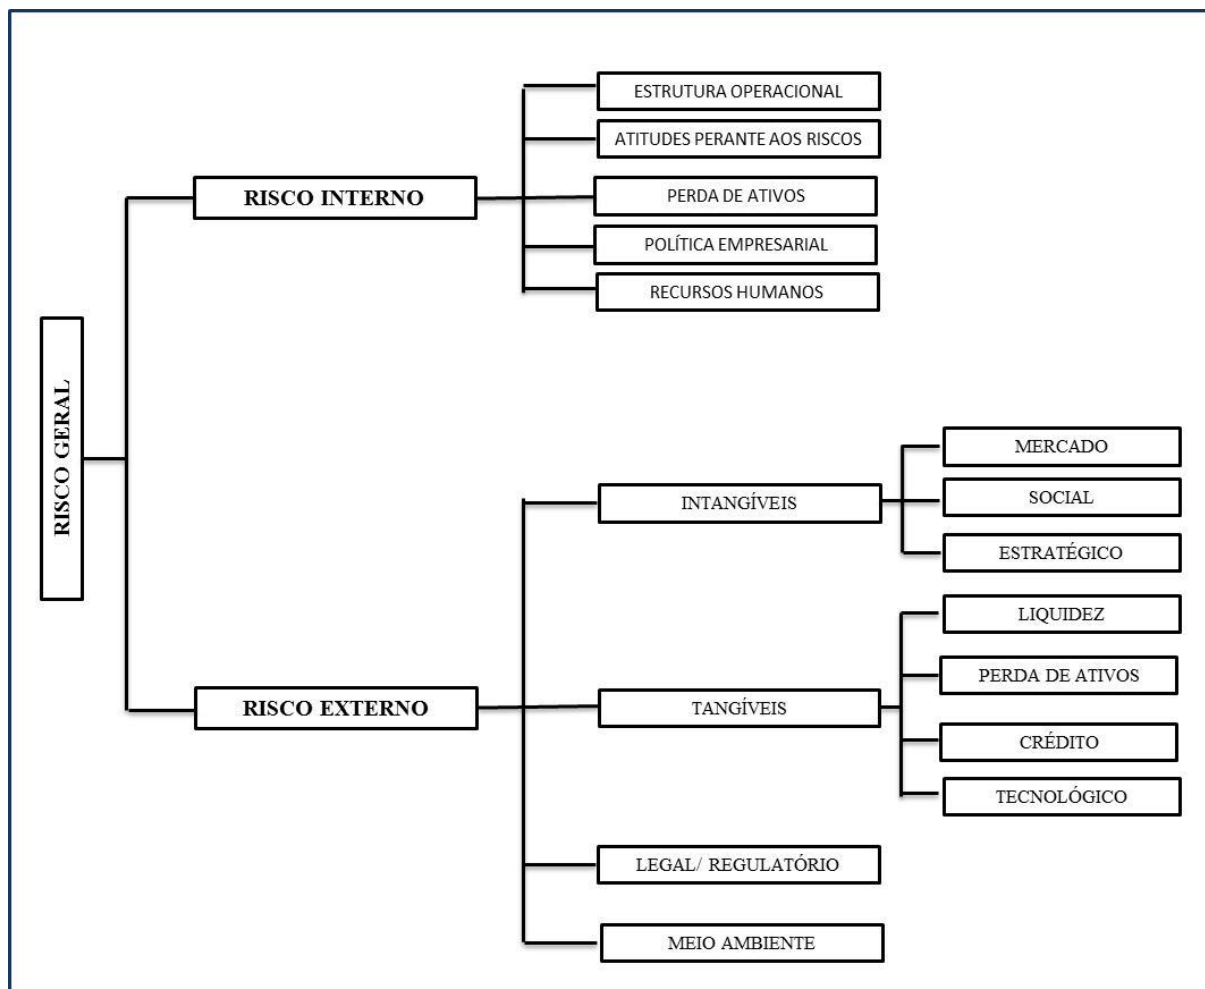 RISCO GERAL
RISCO INTERNO
ESTRUTURA OPERACIONAL
ATITUDES PERANTE AOS RISCOS
PERDA DE ATIVOS
POLÍTICA EMPRESARIAL
RECURSOS HUMANOS
RISCO EXTERNO
INTANGÍVEIS
MERCADO
SOCIAL
ESTRATÉGICO
TANGÍVEIS
LIQUIDEZ
PERDA DE ATIVOS
CRÉDITO
TECNOLÓGICO
LEGAL/ REGULATÓRIO
MEIO AMBIENTE